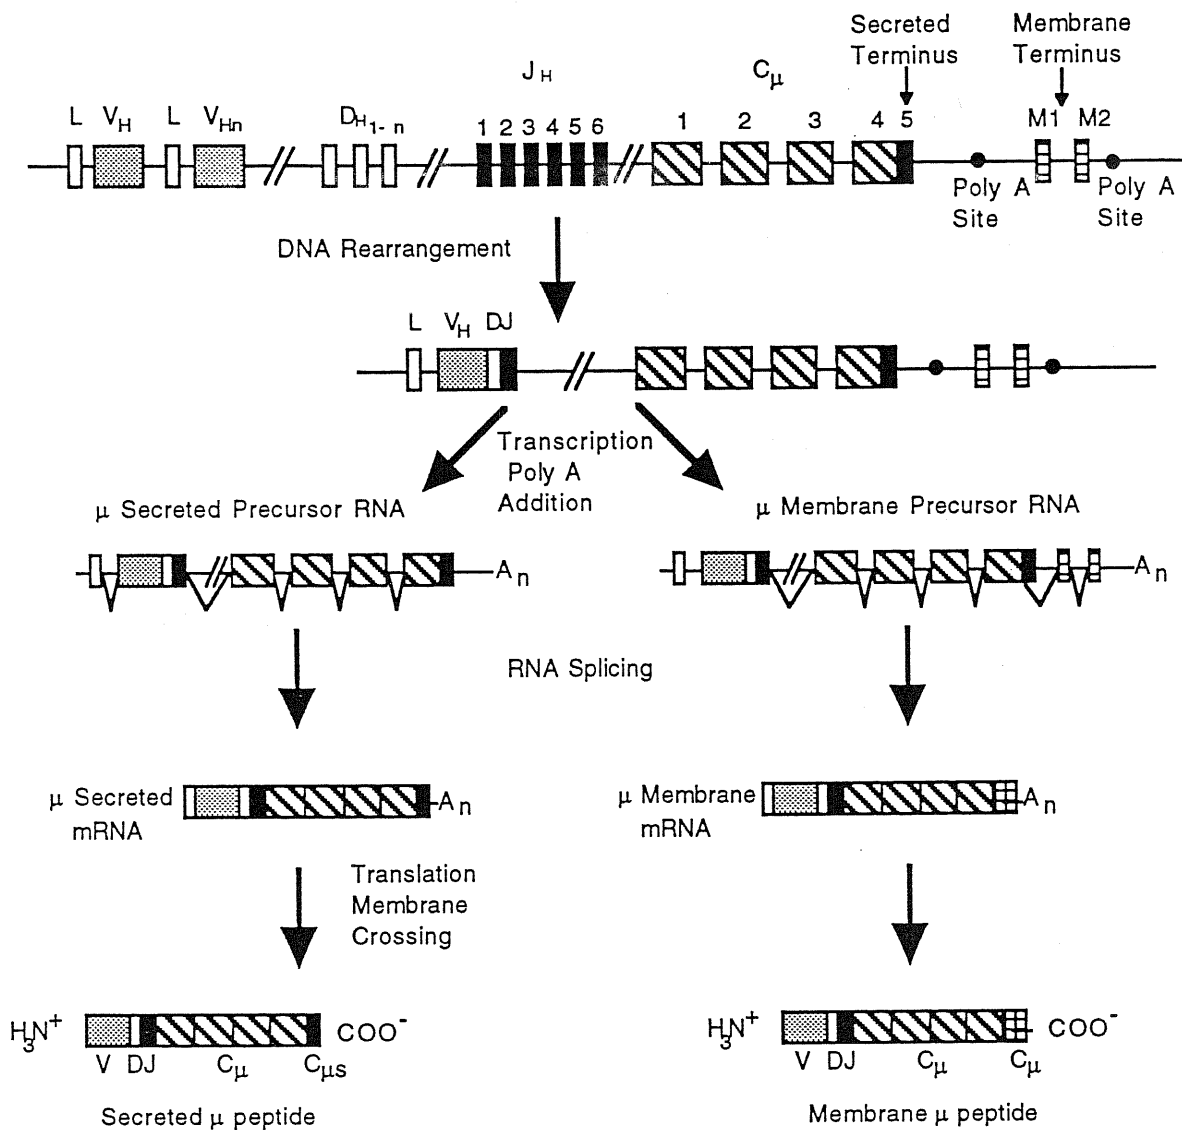 Secreted Terminus
Membrane Terminus
J H
Cμ
L VH L VHn DH1-n
1 2 3 4 5 6
1 2 3 4 5
M1 M2
Poly A Site
Poly A Site
DNA Rearrangement
L VH DJ
Transcription
Poly A
Addition
μ Secreted Precursor RNA
μ Membrane Precursor RNA
An
An
RNA Splicing
μ Secreted mRNA
An
μ Membrane mRNA
An
Translation
Membrane
Crossing
H3N+ COO-
V DJ Cμ Cμs
Secreted μ peptide
H3N+ COO-
V DJ Cμ Cμ
Membrane μ peptide